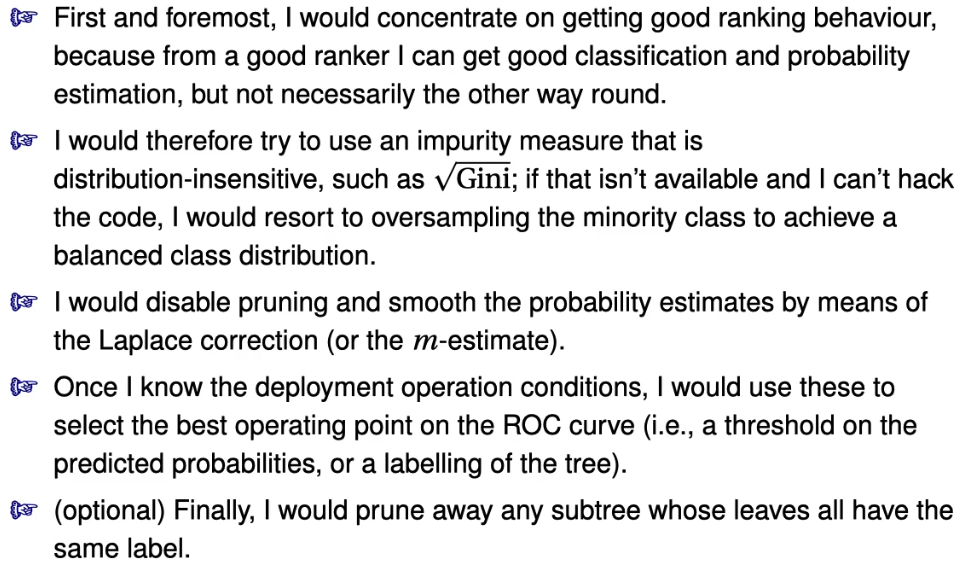 First and foremost, I would concentrate on getting good ranking behaviour,
because from a good ranker I can get good classification and probability
estimation, but not necessarily the other way round.
I would therefore try to use an impurity measure that is
distribution-insensitive, such as √Gini; if that isn't available and I can't hack
the code, I would resort to oversampling the minority class to achieve a
balanced class distribution.
I would disable pruning and smooth the probability estimates by means of
the Laplace correction (or the m-estimate).
Once I know the deployment operation conditions, I would use these to
select the best operating point on the ROC curve (i.e., a threshold on the
predicted probabilities, or a labelling of the tree).
(optional) Finally, I would prune away any subtree whose leaves all have the
same label.